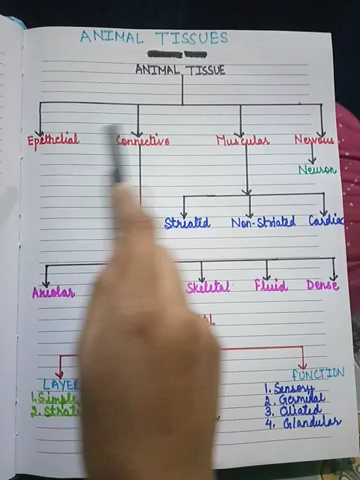 ANIMAL TISSUES
ANIMAL TISSUE
Epithelial Connective Muscular Nervous
Neuron
Striated Non-Striated Cardiac
Areolar Skeletal Fluid Dense
LAYER FUNCTION
1. Simple 1. Sensory
2. 2. Germinal
3. Ciliated
4. Glandular